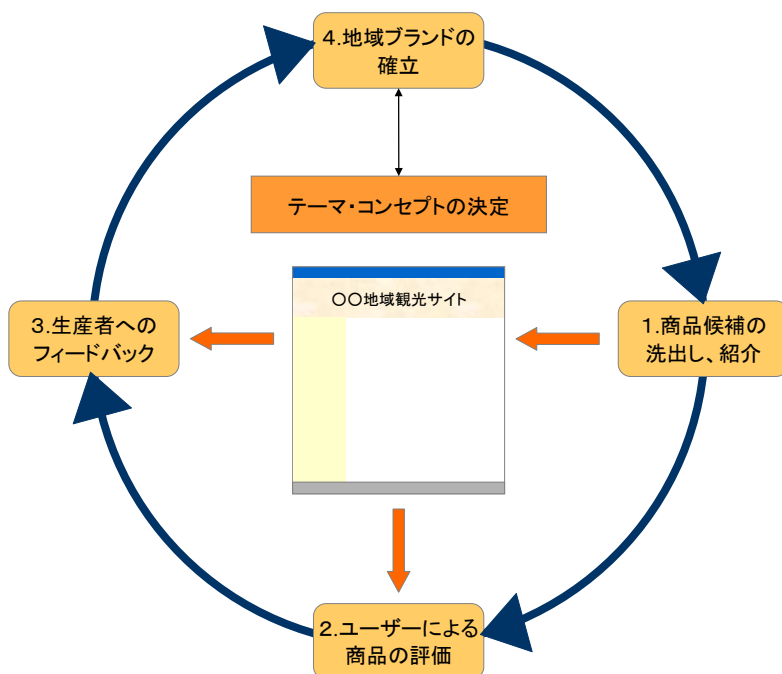 4.地域ブランドの
確立
テーマ・コンセプトの決定
〇〇地域観光サイト
3.生産者への
フィードバック
1.商品候補の
洗出し、紹介
2.ユーザーによる
商品の評価